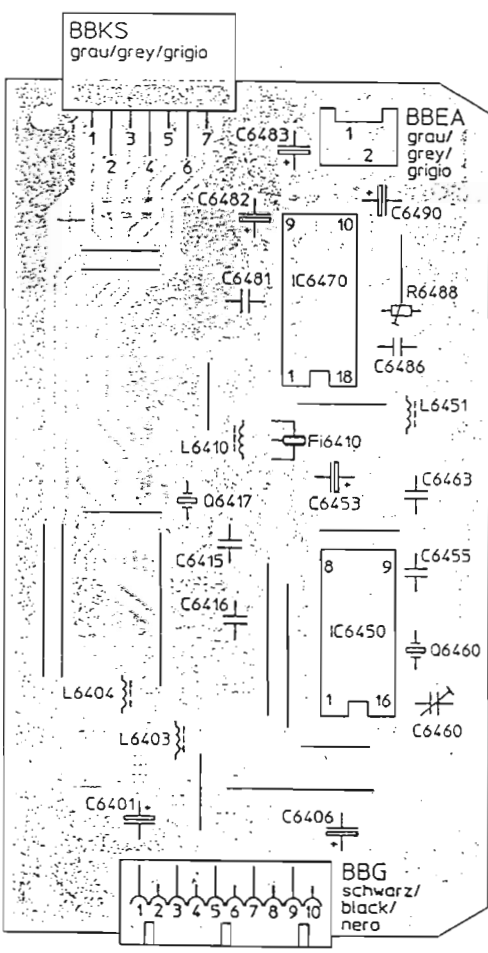 BBKS
grau/grey/grigio
1 3 5 7
2 4 6
C6483
1
2
BBEA
grau/
grey/
grigio
C6482
C6490
9 10
IC6470
C6481
R6488
C6486
1 18
L6451
L6410
Fi6410
C6453
C6463
Q6417
C6415
C6455
8 9
C6416
IC6450
Q6460
L6404
1 16
C6460
L6403
C6401
C6406
BBG
schwarz/
black/
nero
1 2 3 4 5 6 7 8 9 10